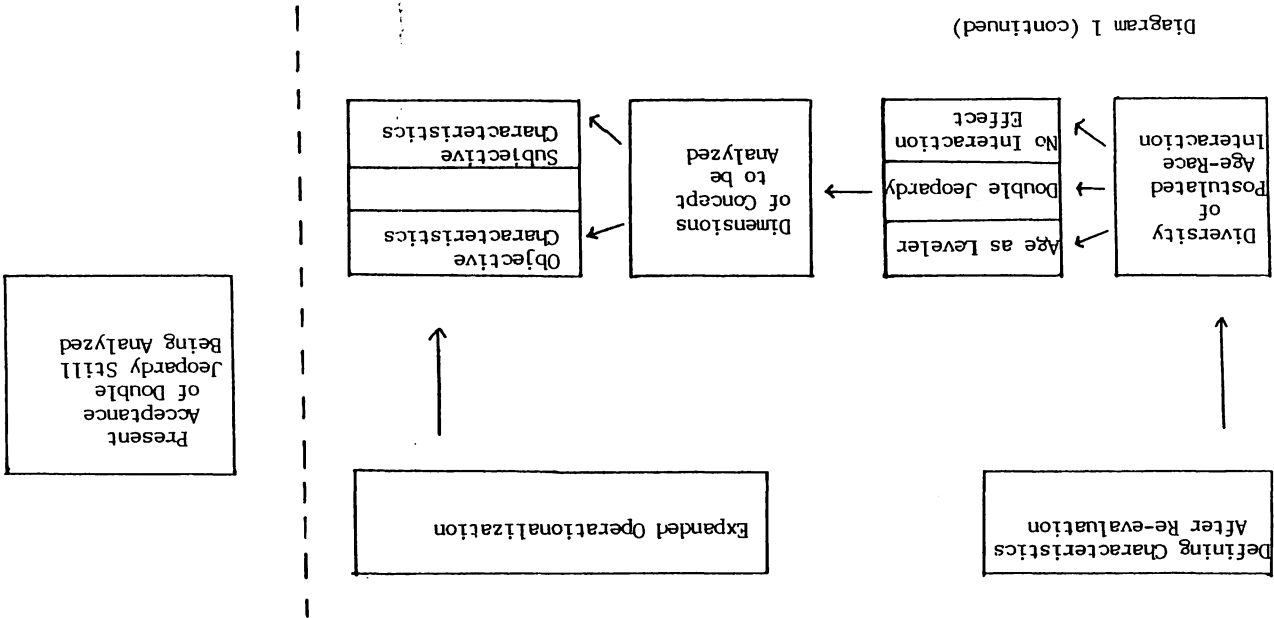 Defining Characteristics
After Re-evaluation
Expanded Operationalization
Diversity
of
Postulated
Age-Race
Interaction
Age as Leveler
Double Jeopardy
No Interaction
Effect
Dimensions
of Concept
to be
Analyzed
Objective
Characteristics
Subjective
Characteristics
Present
Acceptance
of Double
Jeopardy Still
Being Analyzed
Diagram 1 (continued)